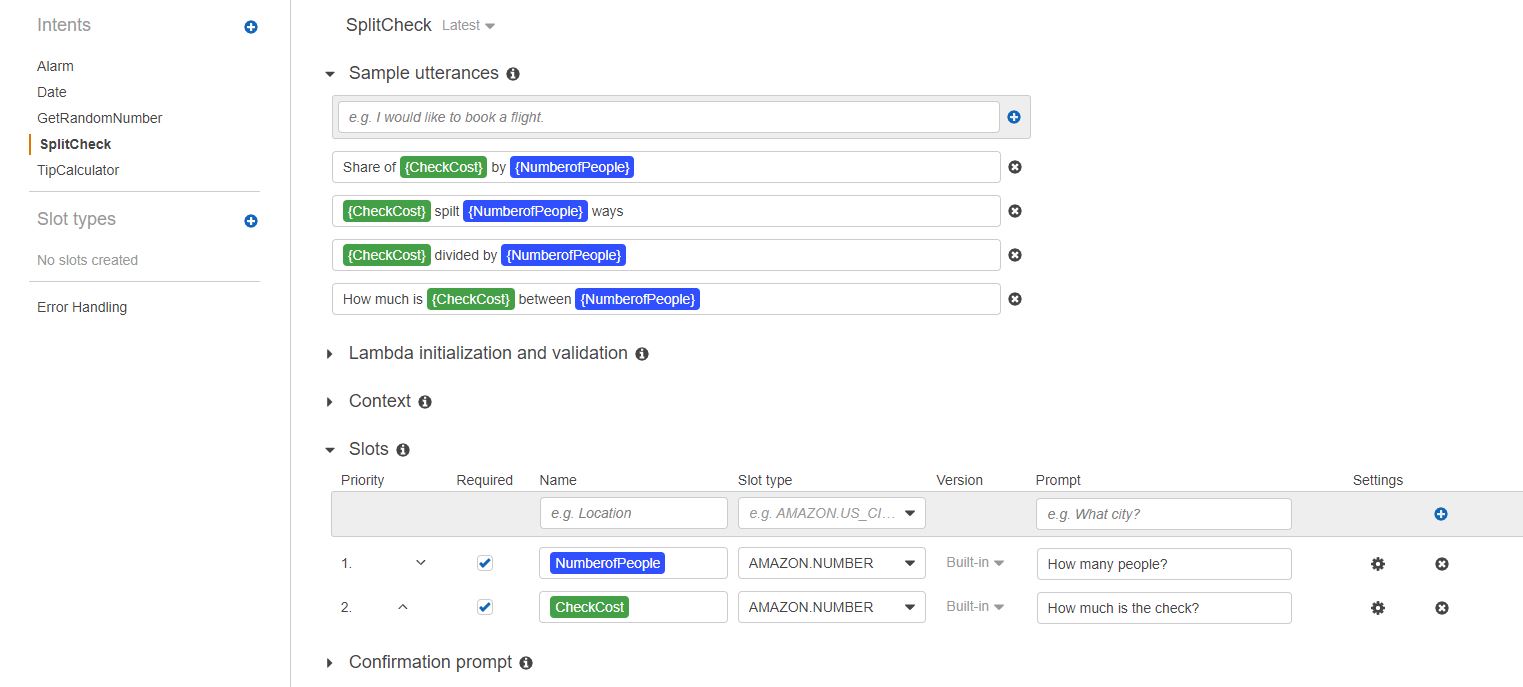 Intents
Alarm
Date
GetRandomNumber
SplitCheck
TipCalculator
Slot types
No slots created
Error Handling
SplitCheck Latest
Sample utterances
e.g. I would like to book a flight.
Share of {CheckCost} by {NumberofPeople}
{CheckCost} spilt {NumberofPeople} ways
{CheckCost} divided by {NumberofPeople}
How much is {CheckCost} between {NumberofPeople}
Lambda initialization and validation
Context
Slots
Priority Required Name Slot type Version Prompt Settings
e.g. Location e.g. AMAZON.US_CI... e.g. What city?
1. NumberofPeople AMAZON.NUMBER Built-in How many people?
2. CheckCost AMAZON.NUMBER Built-in How much is the check?
Confirmation prompt